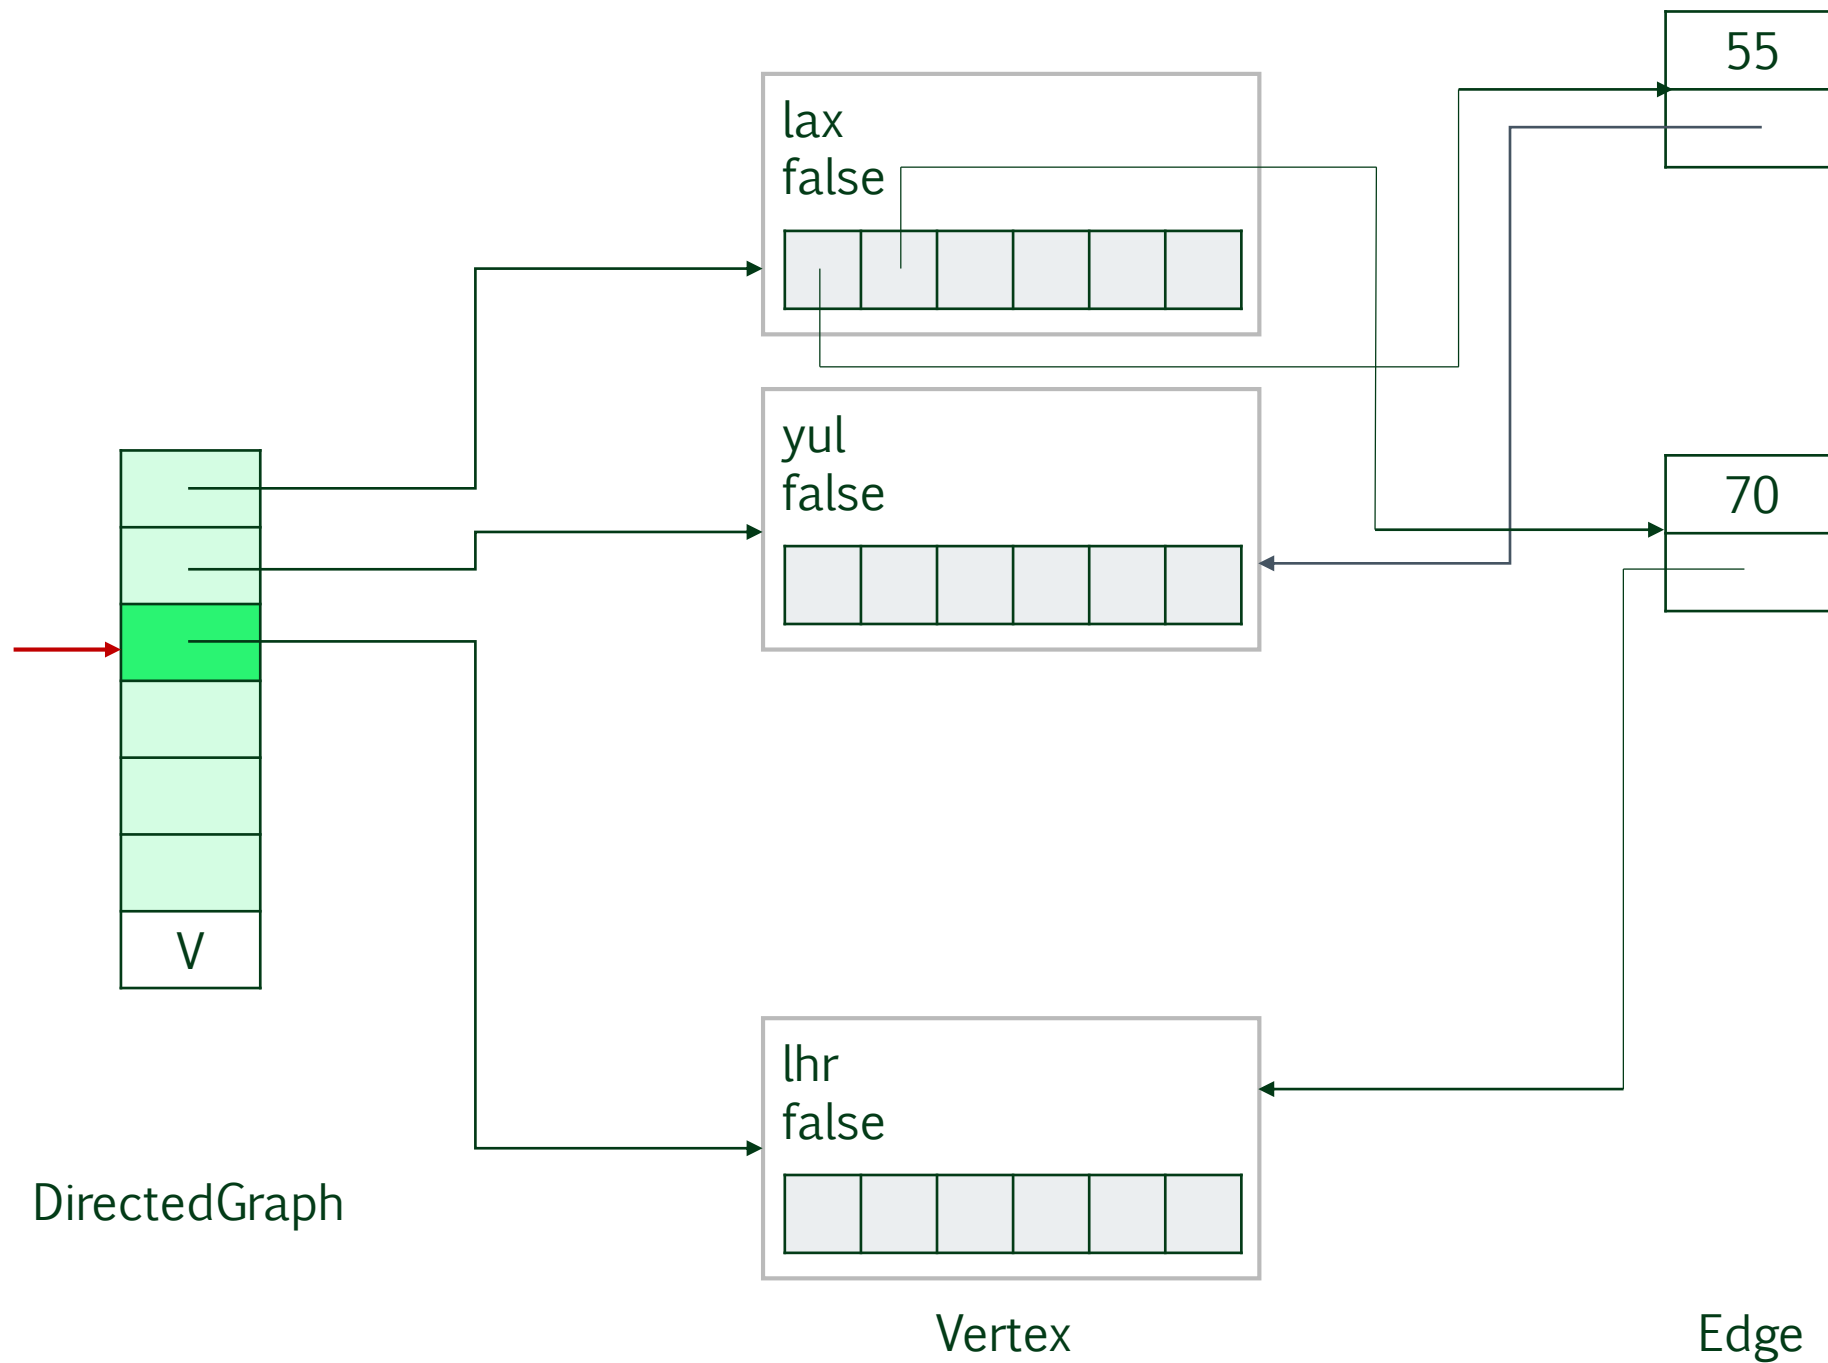 55
lax
false
yul
false
70
V
lhr
false
DirectedGraph
Vertex
Edge